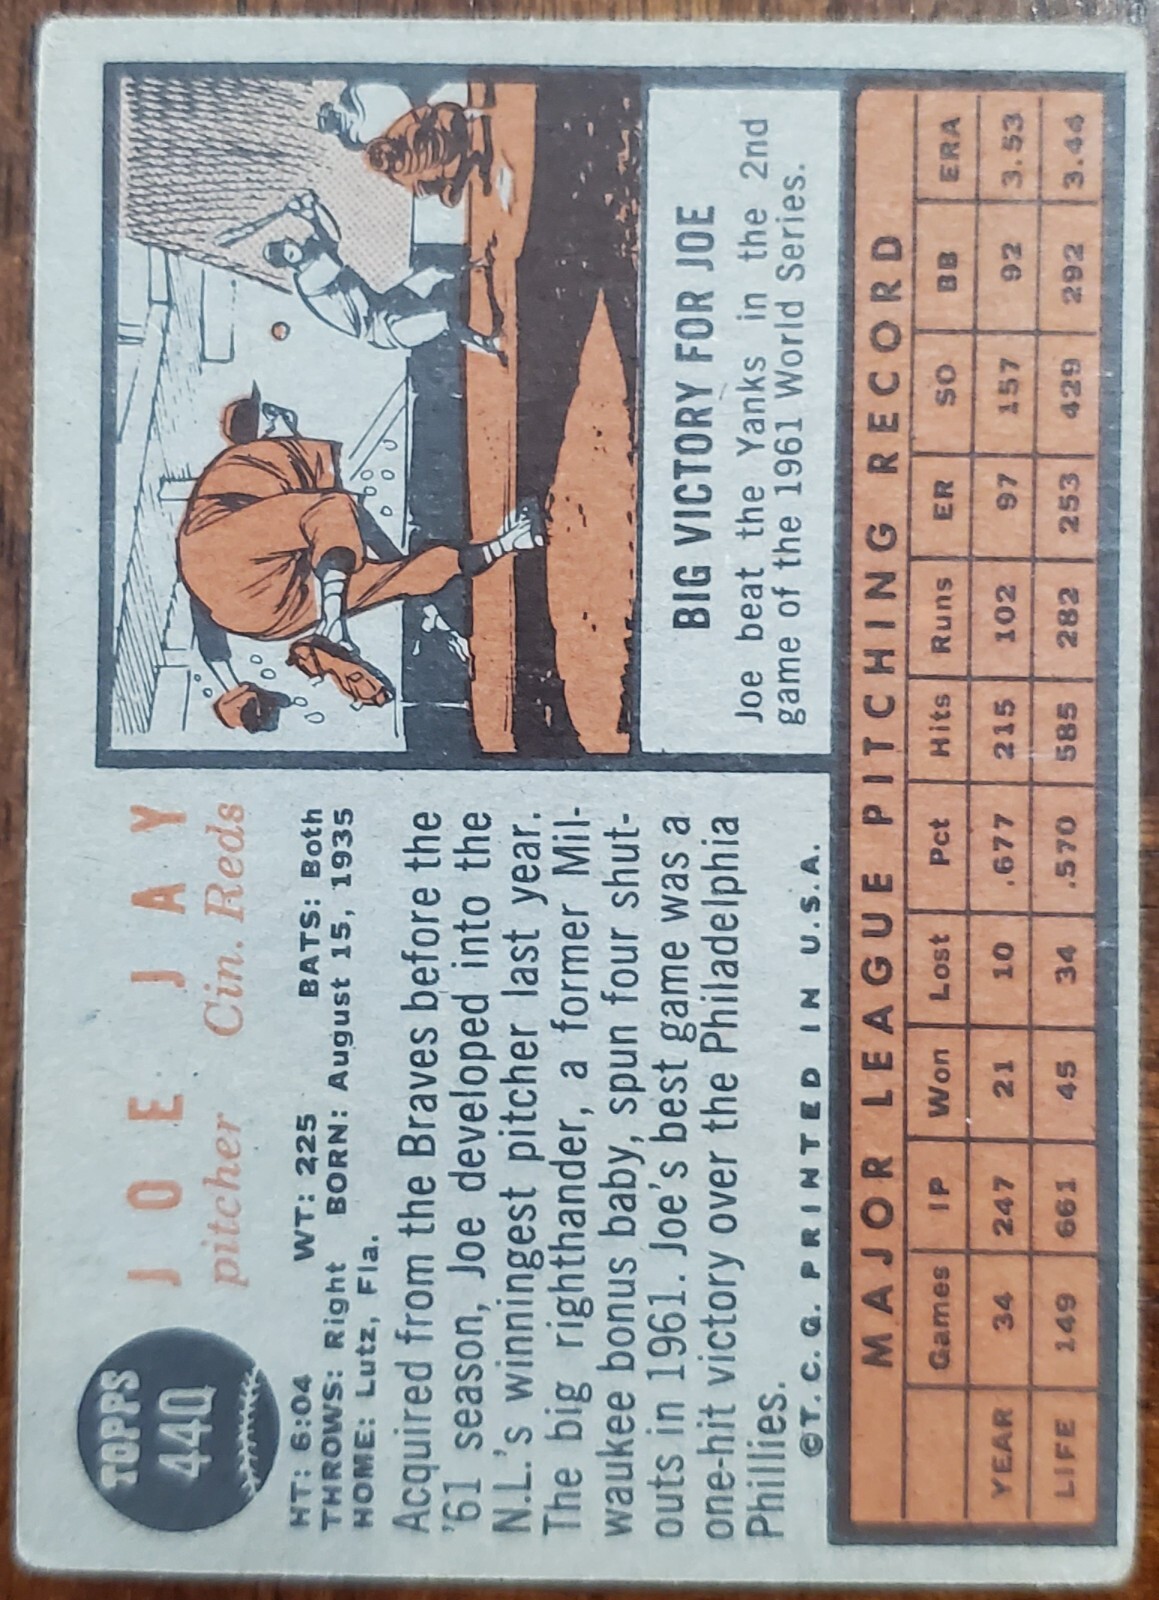 TOPPS
440
JOE JAY
pitcher Cin. Reds
HT: 6:04 WT: 225 BATS: Both
THROWS: Right BORN: August 15, 1935
HOME: Lutz, Fla.
Acquired from the Braves before the
'61 season, Joe developed into the
N.L.'s winningest pitcher last year.
The big righthander, a former Mil-
waukee bonus baby, spun four shut-
outs in 1961. Joe's best game was a
one-hit victory over the Philadelphia
Phillies.
©T.C.G. PRINTED IN U.S.A.
BIG VICTORY FOR JOE
Joe beat the Yanks in the 2nd
game of the 1961 World Series.
MAJOR LEAGUE PITCHING RECORD
Games IP Won Lost Pct Hits Runs ER SO BB ERA
YEAR 34 247 21 10 .677 215 102 97 157 92 3.53
LIFE 149 661 45 34 .570 585 282 253 429 292 3.44